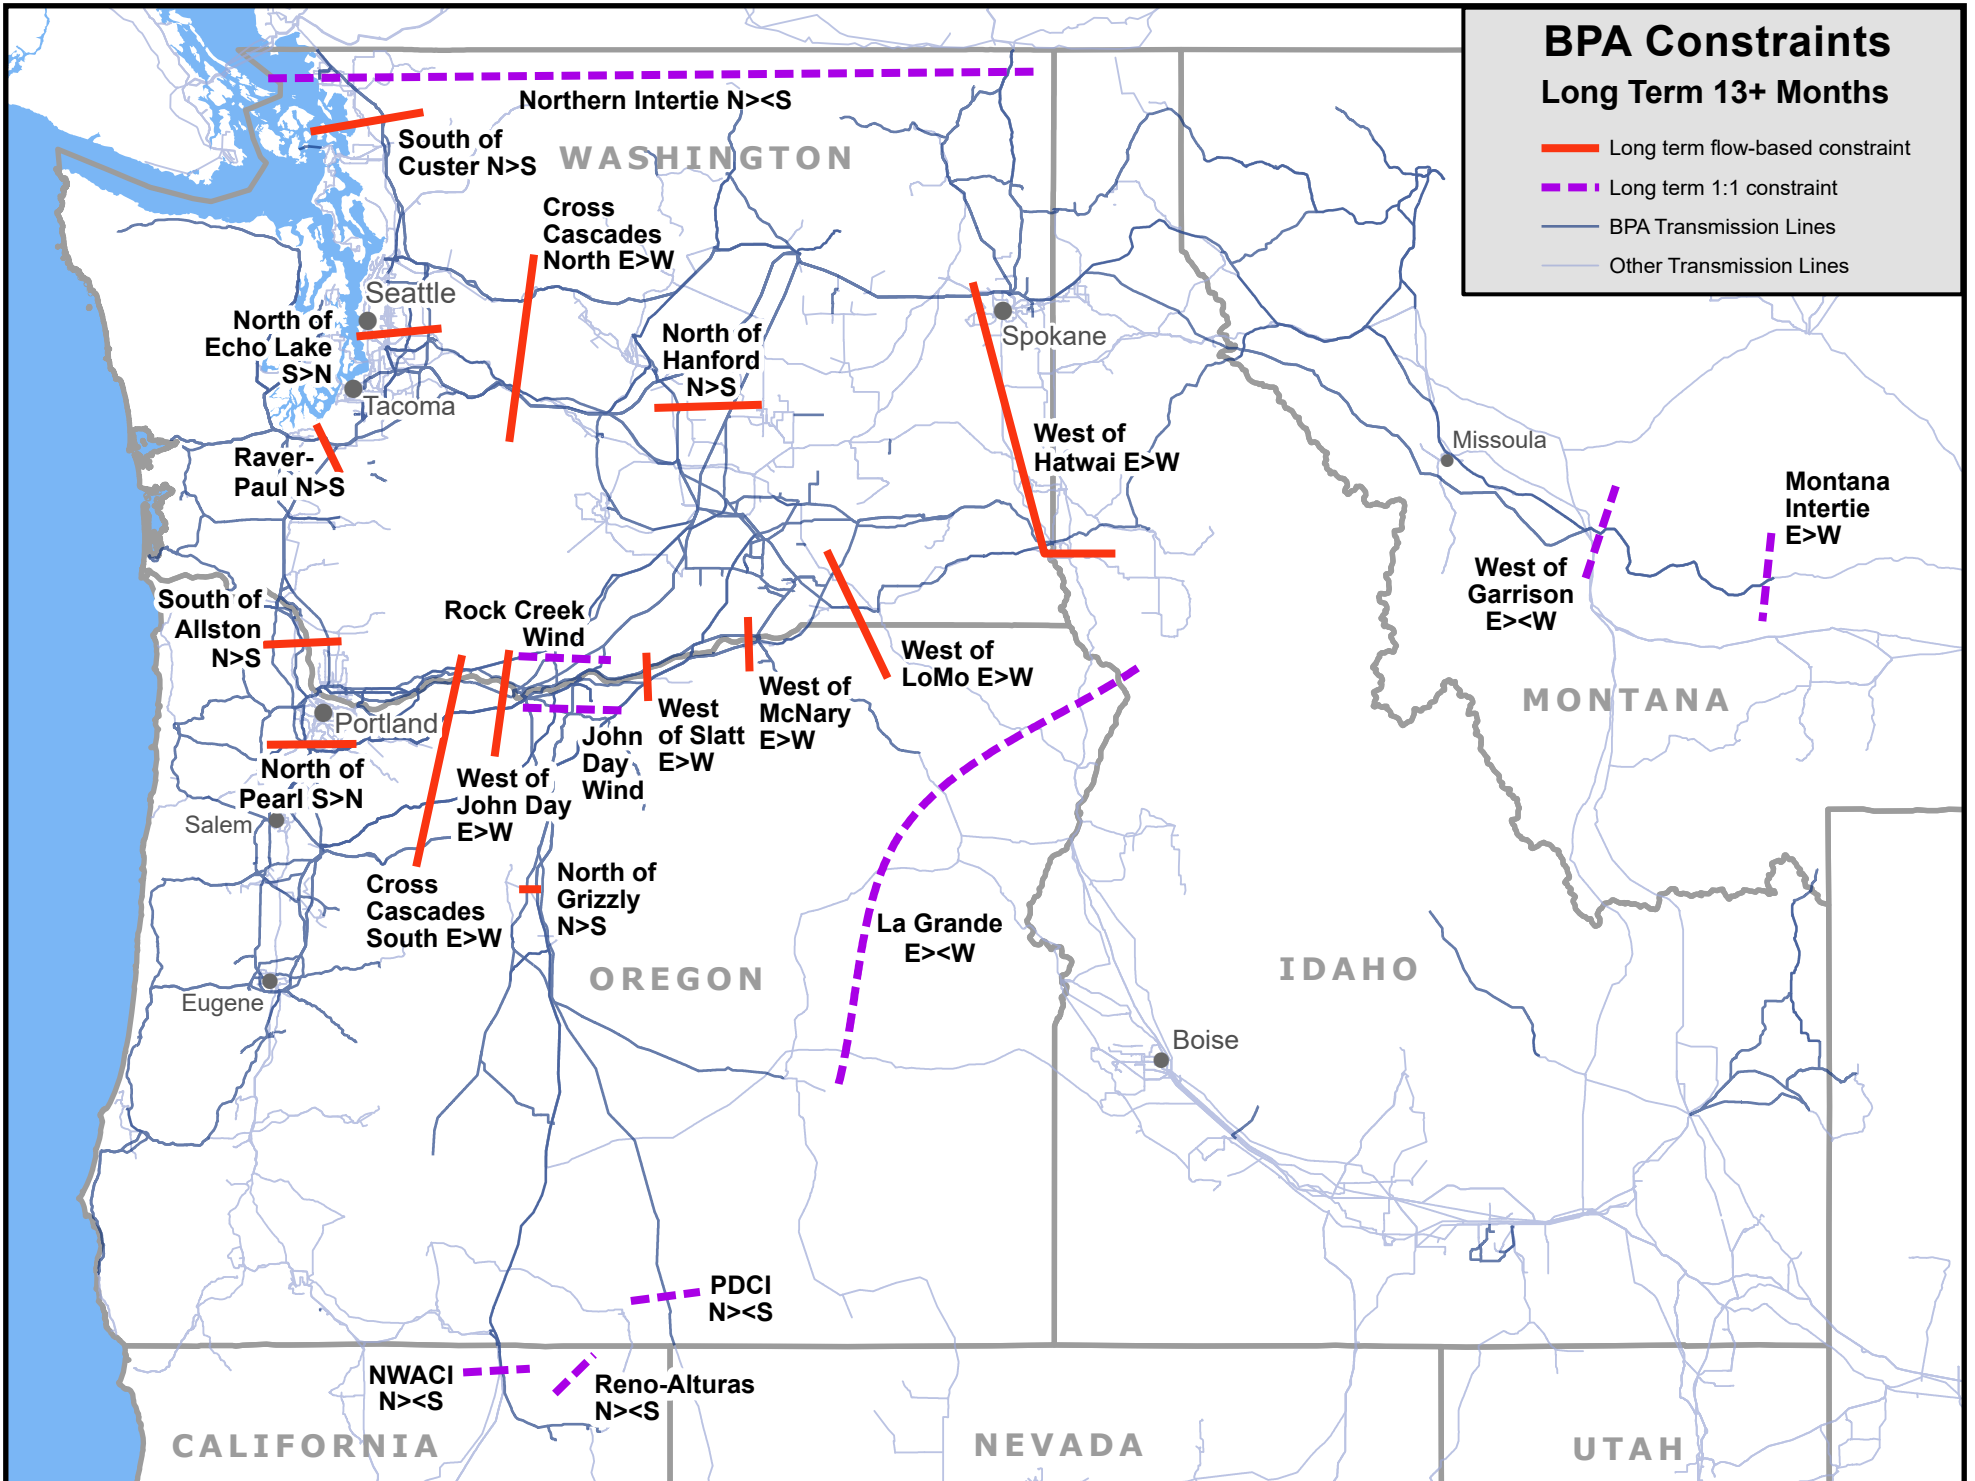 BPA Constraints
Long Term 13+ Months
Long term flow-based constraint
Long term 1:1 constraint
BPA Transmission Lines
Other Transmission Lines
Northern Intertie N><S
South of
Custer N>S
WASHINGTON
Cross
Cascades
North E>W
Seattle
North of
Echo Lake
S>N
North of
Hanford
N>S
Spokane
Tacoma
Raver-
Paul N>S
West of
Hatwai E>W
Missoula
Montana
Intertie
E>W
West of
Garrison
E><W
South of
Allston
N>S
Rock Creek
Wind
West of
LoMo E>W
West of
McNary
E>W
West
of Slatt
E>W
John
Day
Wind
Portland
MONTANA
North of
Pearl S>N
West of
John Day
E>W
Salem
Cross
Cascades
South E>W
North of
Grizzly
N>S
La Grande
E><W
OREGON
IDAHO
Eugene
Boise
PDCI
N><S
NWACI
N><S
Reno-Alturas
N><S
CALIFORNIA
NEVADA
UTAH